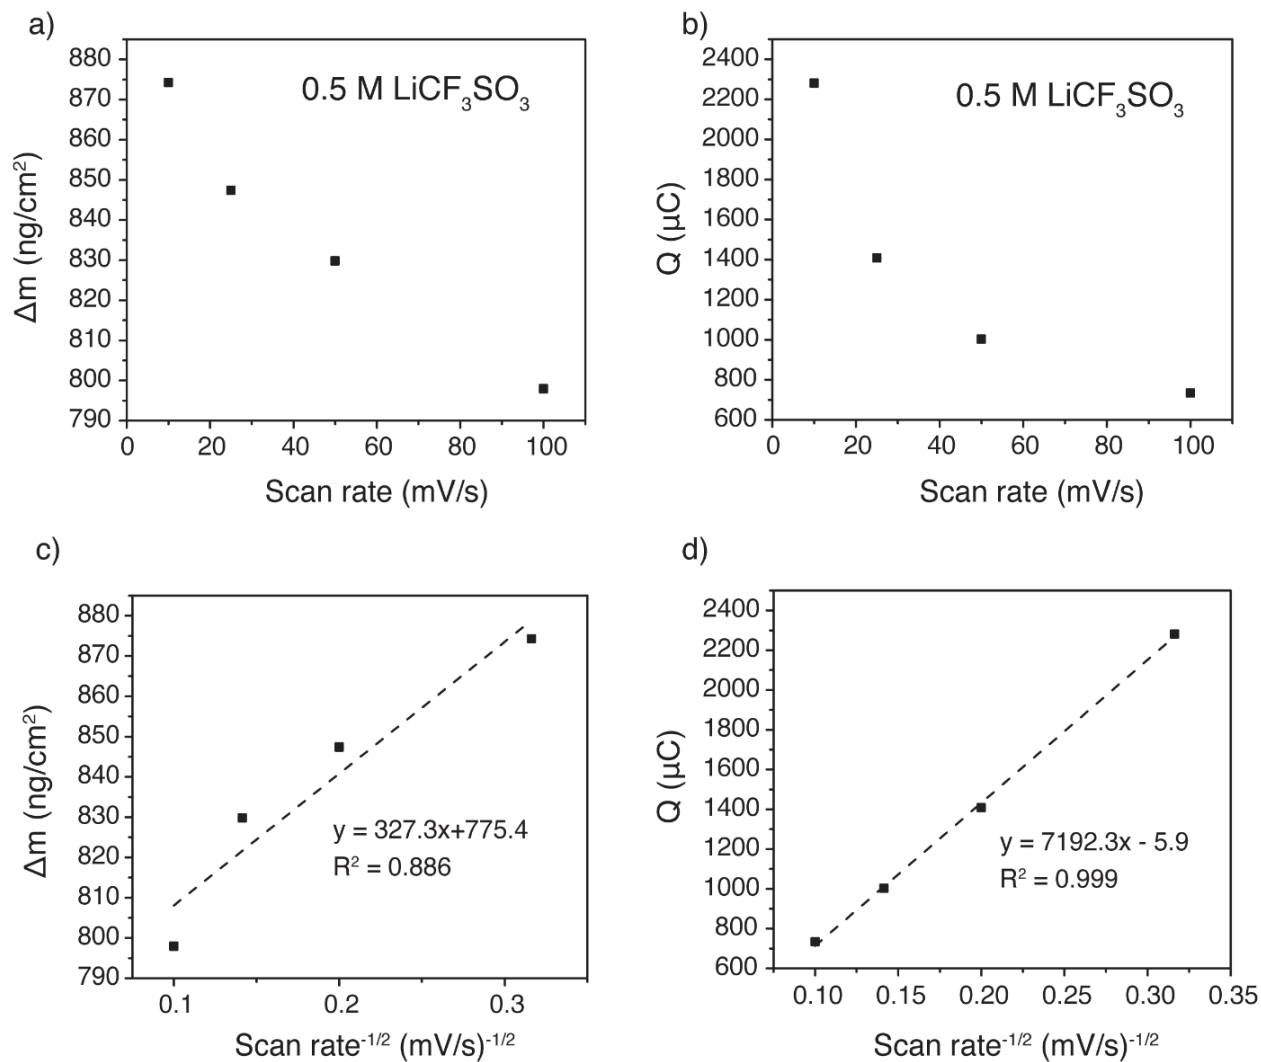 a)
880
870
860
850
840
830
820
810
800
790
Δm (ng/cm²)
0.5 M LiCF₃SO₃
0 20 40 60 80 100
Scan rate (mV/s)
b)
2400
2200
2000
1800
1600
1400
1200
1000
800
600
Q (µC)
0.5 M LiCF₃SO₃
0 20 40 60 80 100
Scan rate (mV/s)
c)
880
870
860
850
840
830
820
810
800
790
Δm (ng/cm²)
y = 327.3x+775.4
R² = 0.886
0.1 0.2 0.3
Scan rate⁻¹/² (mV/s)⁻¹/²
d)
2400
2200
2000
1800
1600
1400
1200
1000
800
600
Q (µC)
y = 7192.3x - 5.9
R² = 0.999
0.10 0.15 0.20 0.25 0.30 0.35
Scan rate⁻¹/² (mV/s)⁻¹/²